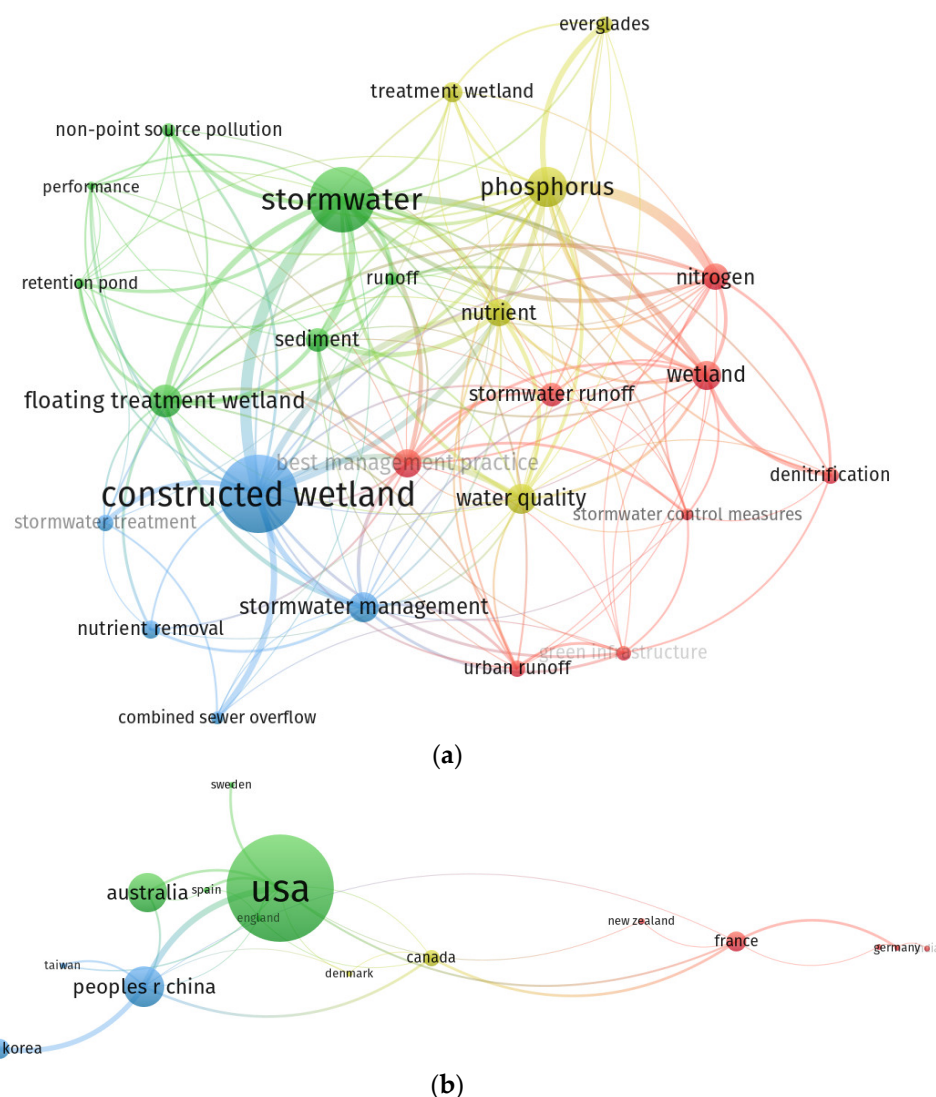 everglades
treatment wetland
non-point source pollution
performance
phosphorus
stormwater
nitrogen
runoff
retention pond
nutrient
sediment
wetland
stormwater runoff
floating treatment wetland
best management practice
denitrification
constructed wetland
water quality
stormwater control measures
stormwater treatment
stormwater management
nutrient removal
green infrastructure
urban runoff
combined sewer overflow
(a)
sweden
usa
australia
spain
england
new zealand
france
germany
canada
taiwan
denmark
peoples r china
korea
(b)